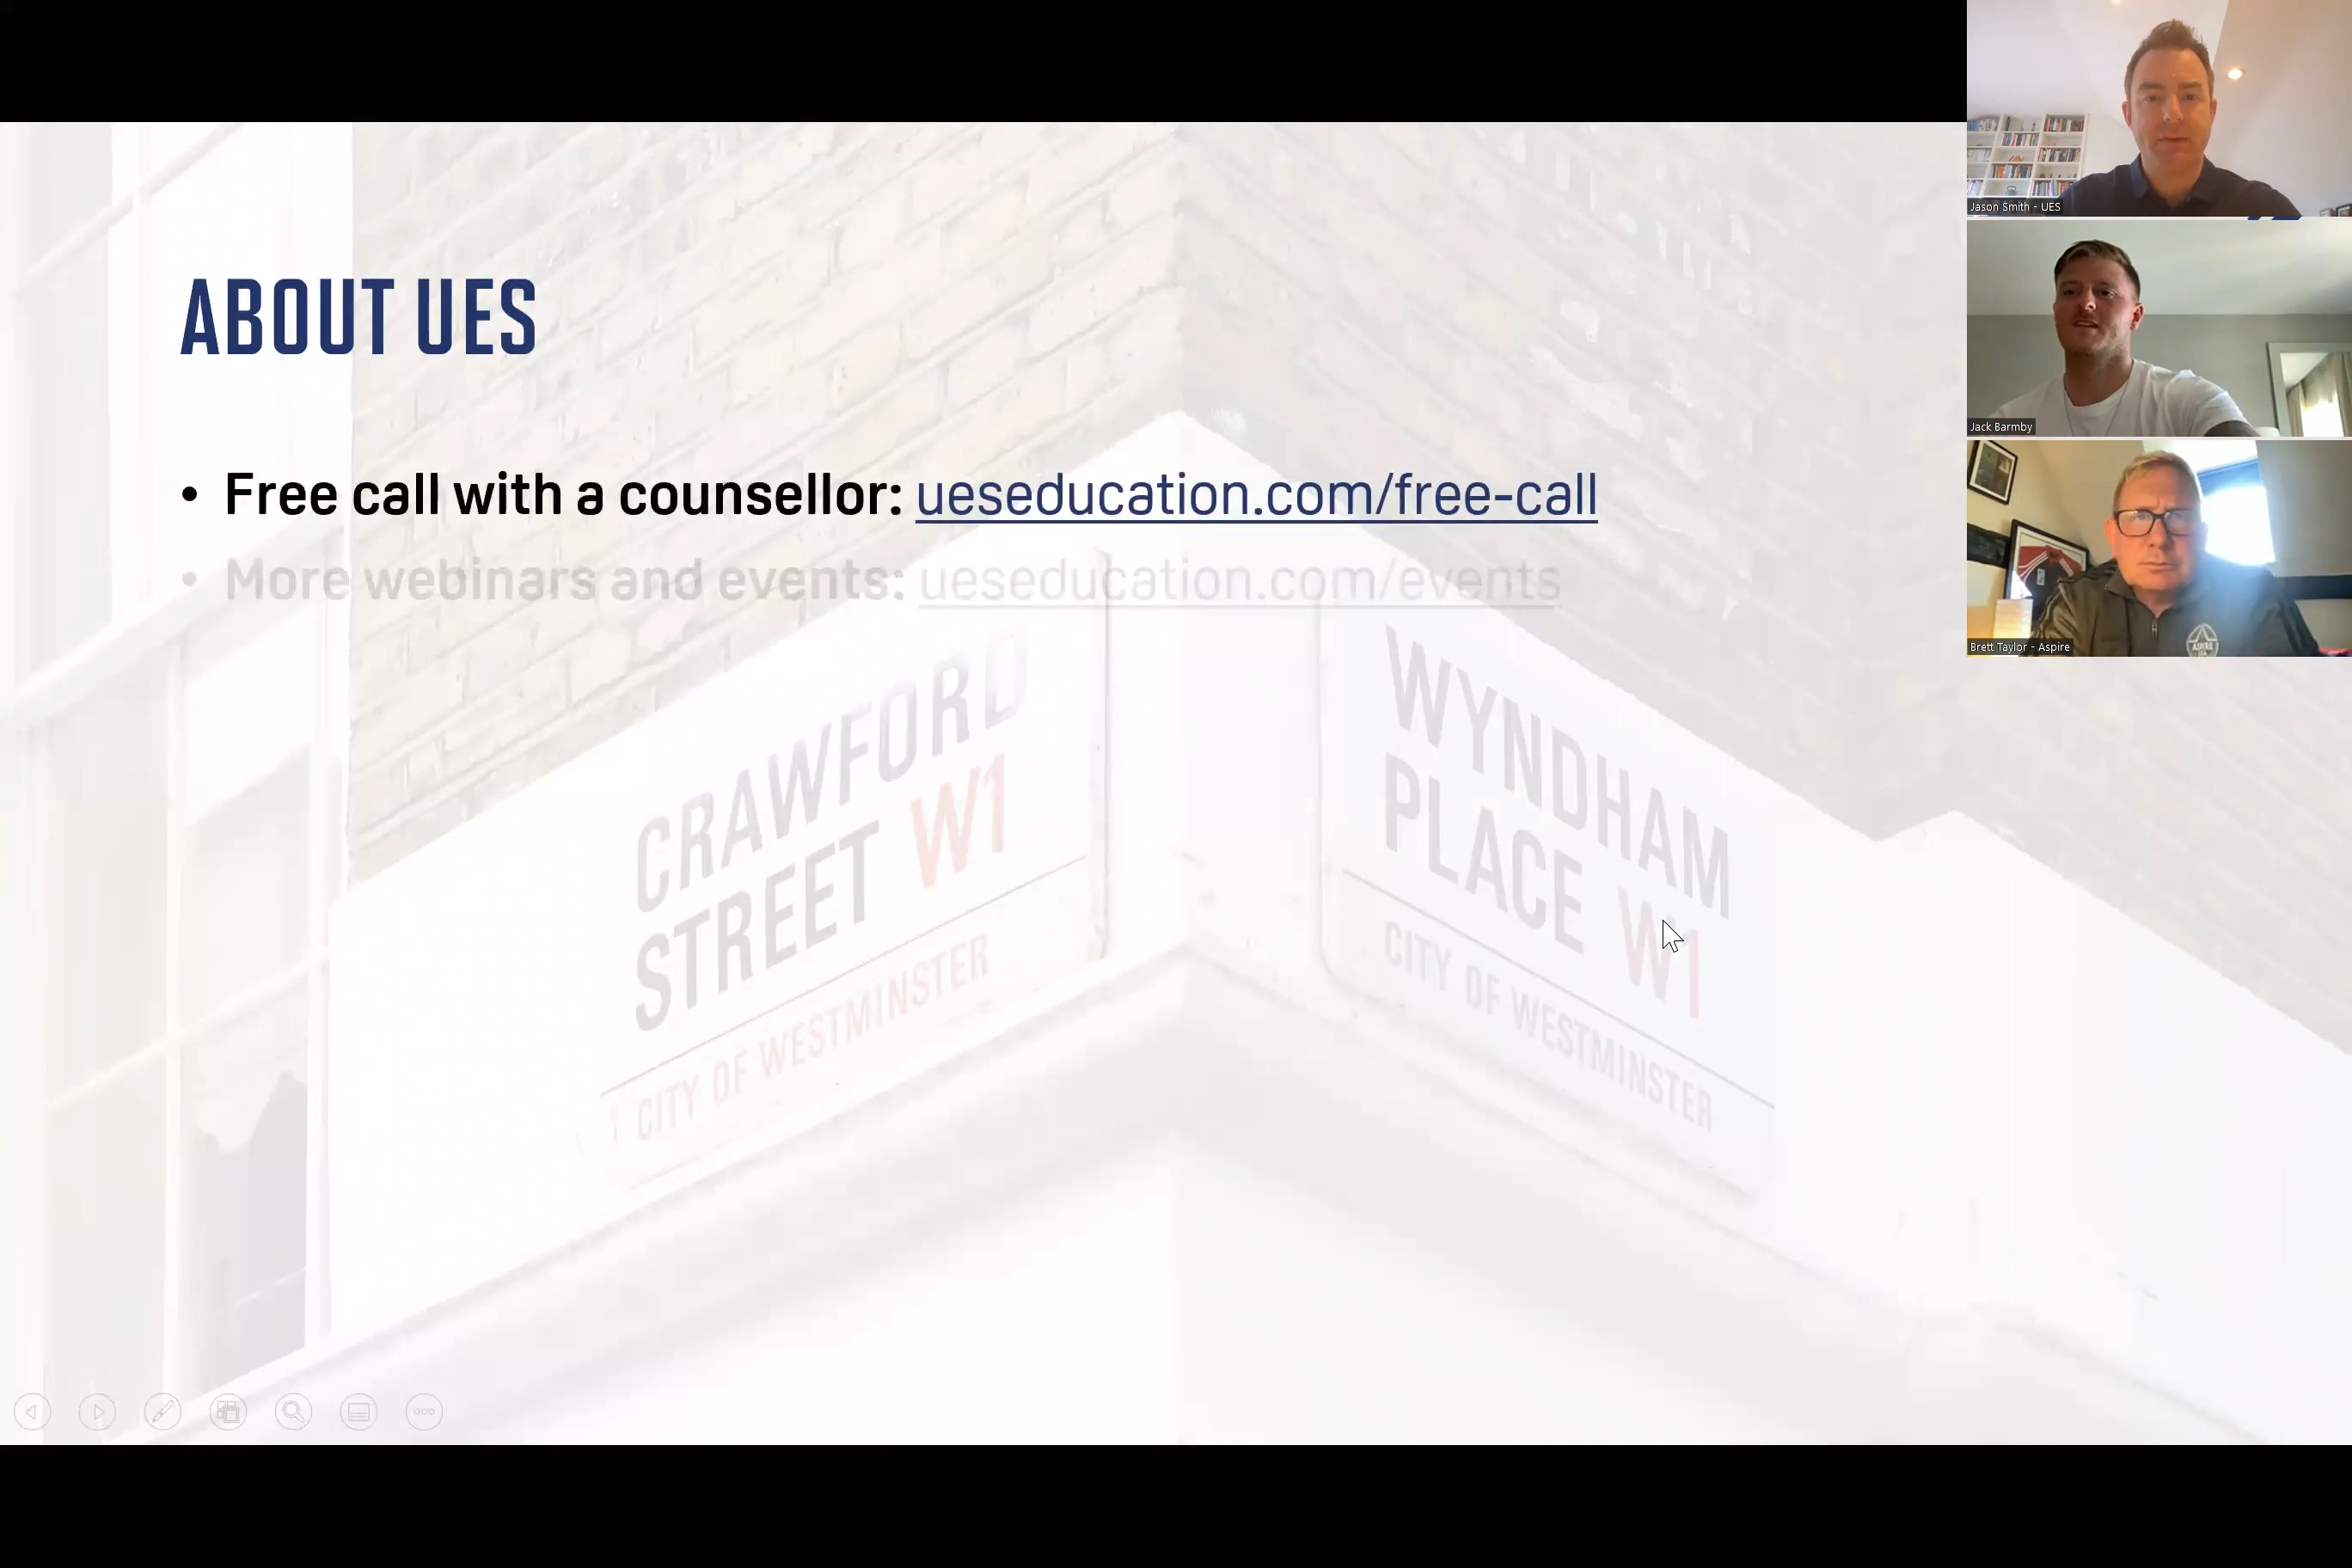 ABOUT UES
• Free call with a counsellor: ueseducation.com/free-call
• More webinars and events: ueseducation.com/events
CRAWFORD
STREET W1
CITY OF WESTMINSTER
WYNDHAM
PLACE W1
CITY OF WESTMINSTER
Jason Smith - UES
Jack Barmby
Brett Taylor - Aspire
ASPIRE